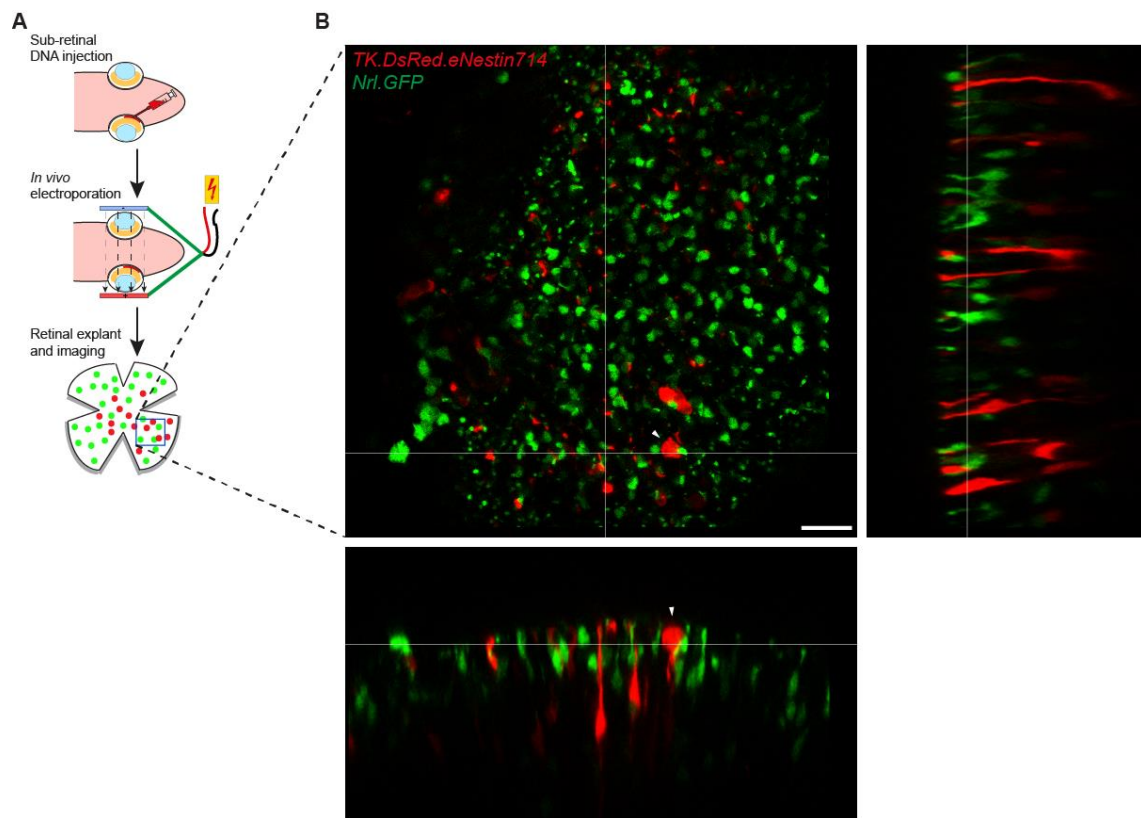 A
Sub-retinal
DNA injection
In vivo
electroporation
Retinal explant
and imaging
B
TK.DsRed.eNestin714
Nrl.GFP